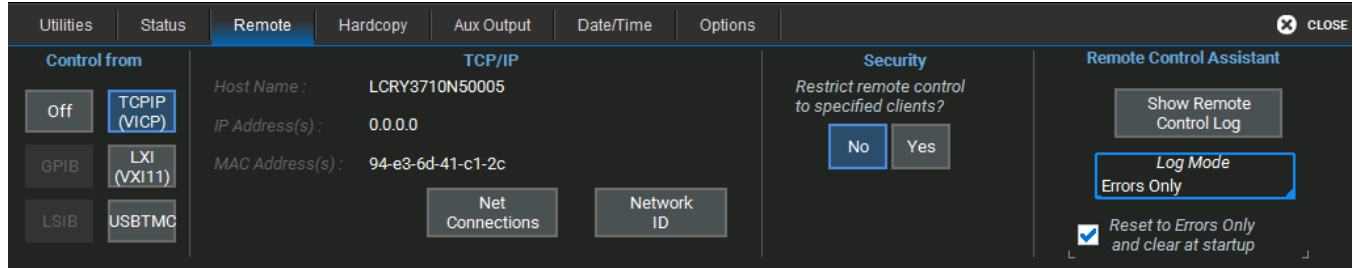 Utilities
Status
Remote
Hardcopy
Aux Output
Date/Time
Options
CLOSE
Control from
Off
TCPIP
(VICP)
GPIB
LXI
(VXI11)
LSIB
USBTMC
TCP/IP
Host Name :
LCRY3710N50005
IP Address(s) :
0.0.0.0
MAC Address(s) :
94-e3-6d-41-c1-2c
Net
Connections
Network
ID
Security
Restrict remote control
to specified clients?
No
Yes
Remote Control Assistant
Show Remote
Control Log
Log Mode
Errors Only
Reset to Errors Only
and clear at startup